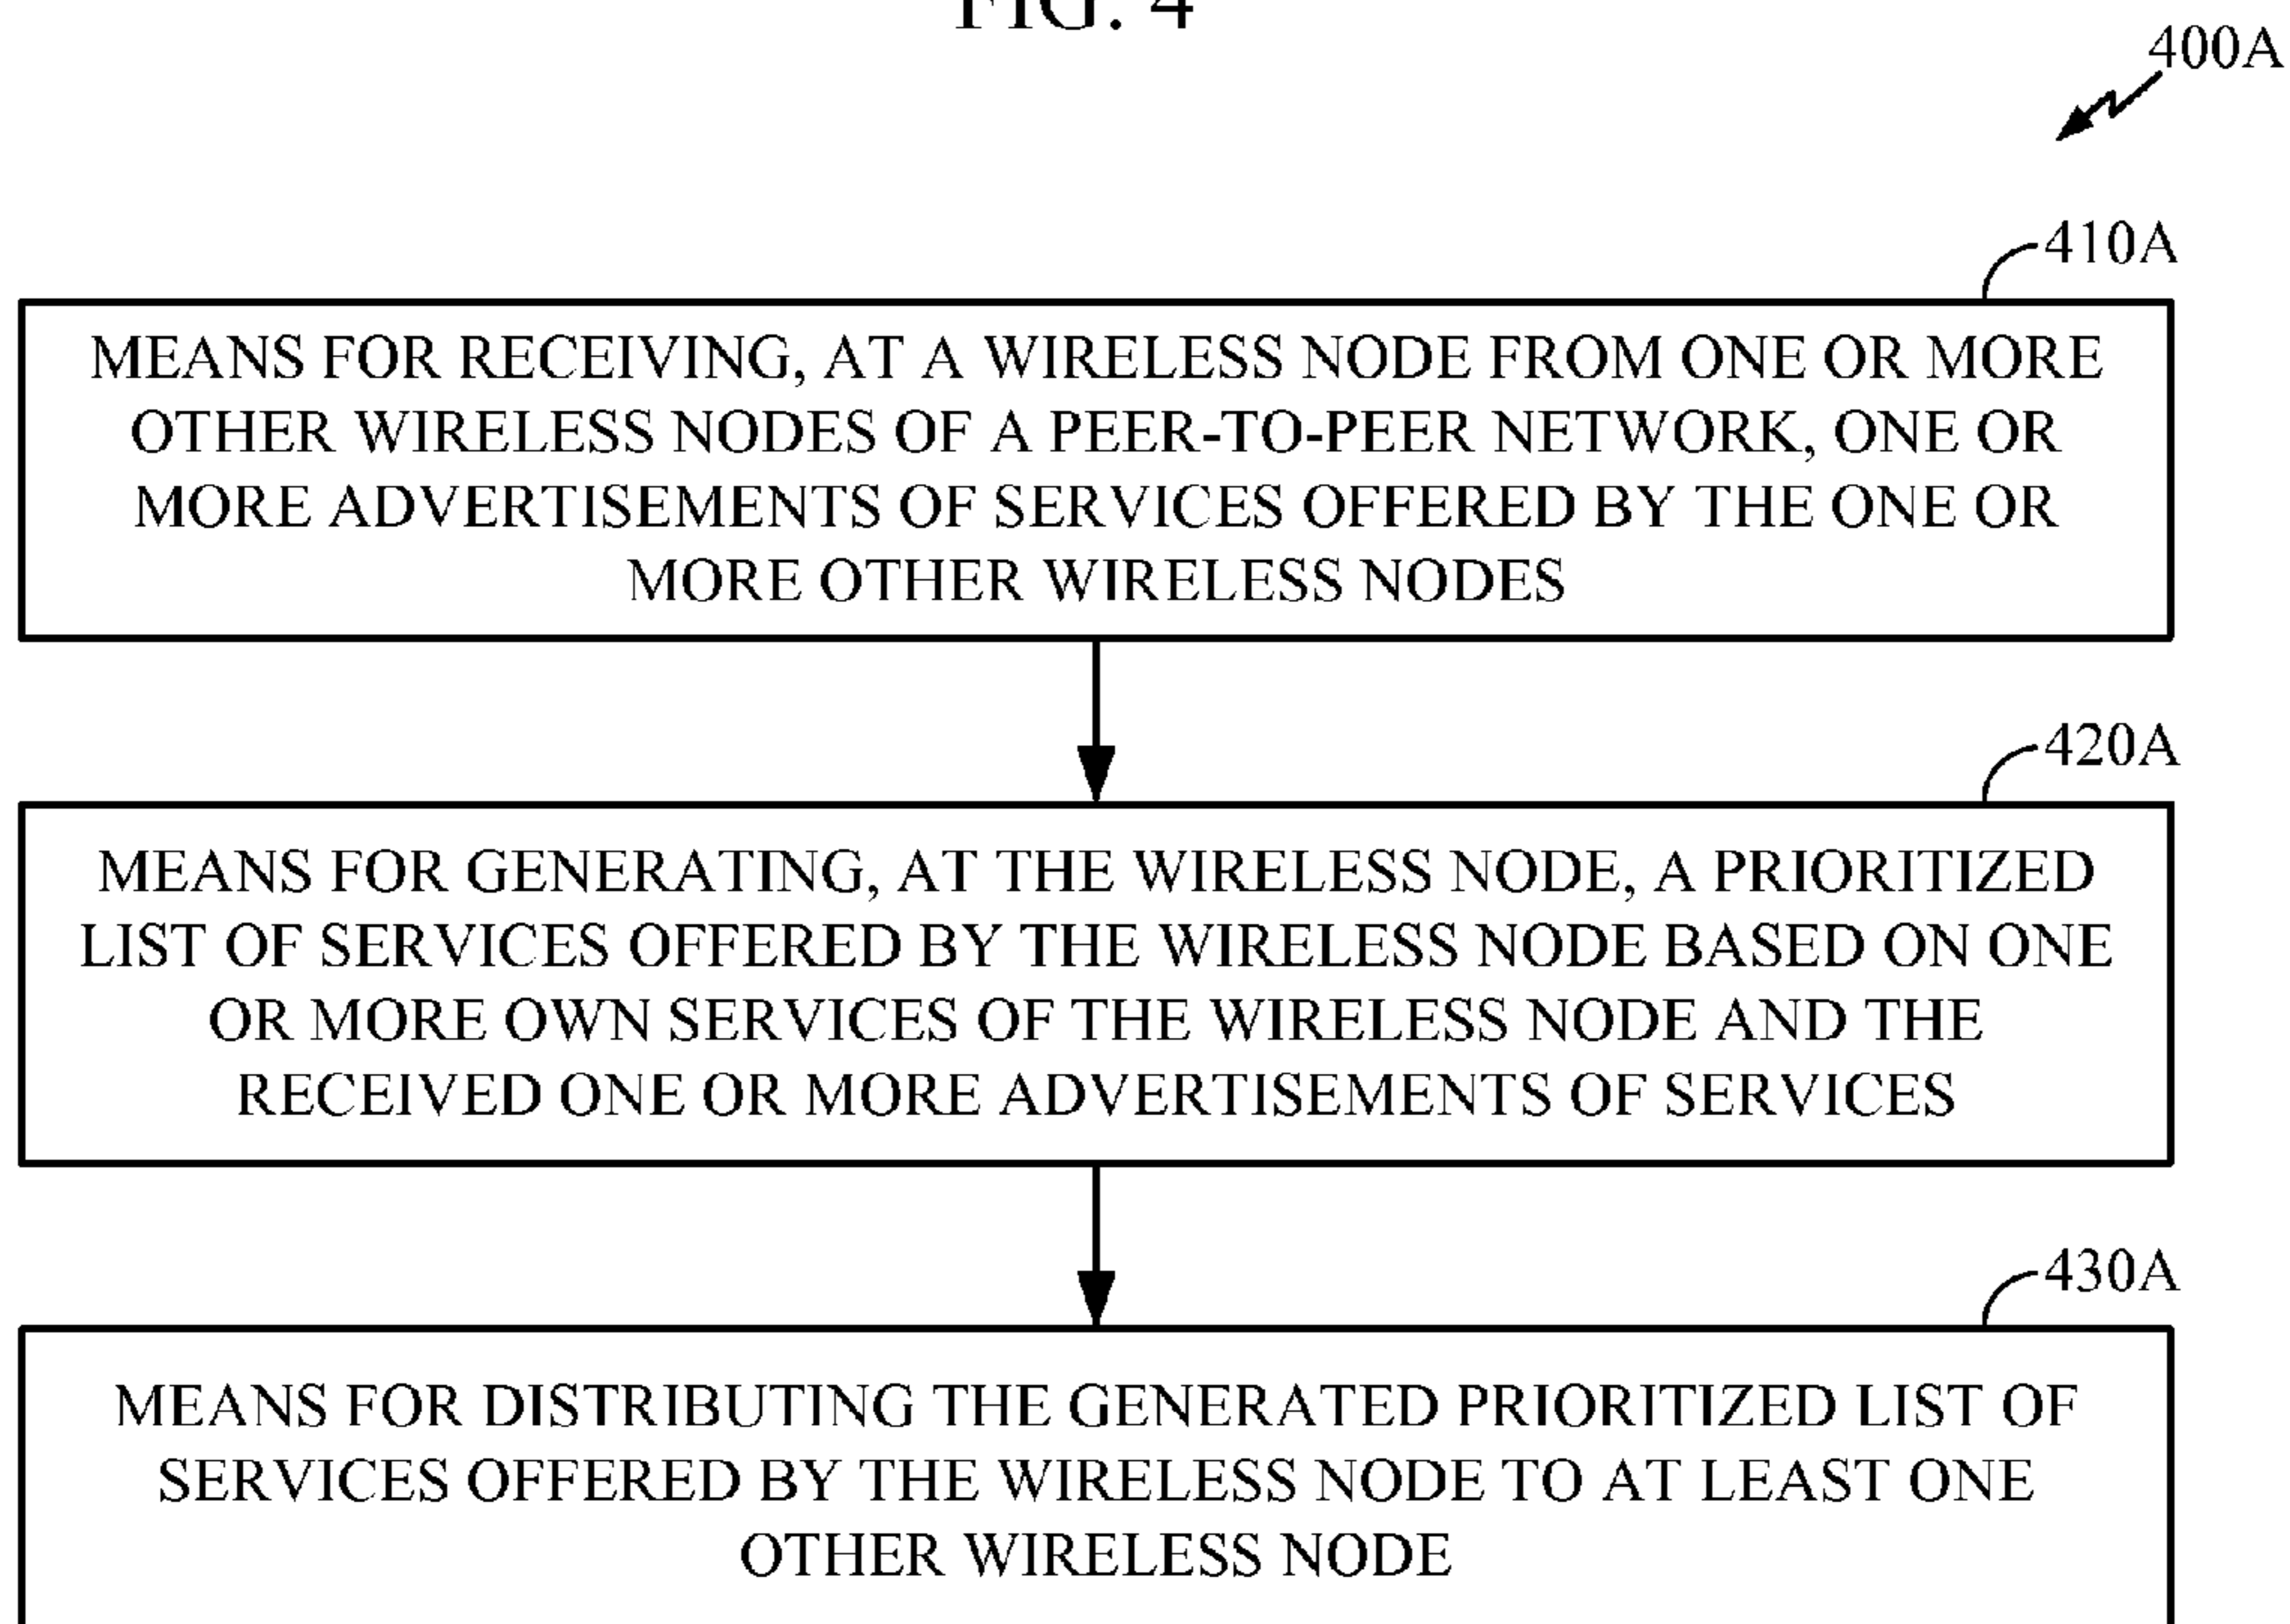 FIG. 4
400A
410A
MEANS FOR RECEIVING, AT A WIRELESS NODE FROM ONE OR MORE
OTHER WIRELESS NODES OF A PEER-TO-PEER NETWORK, ONE OR
MORE ADVERTISEMENTS OF SERVICES OFFERED BY THE ONE OR
MORE OTHER WIRELESS NODES
420A
MEANS FOR GENERATING, AT THE WIRELESS NODE, A PRIORITIZED
LIST OF SERVICES OFFERED BY THE WIRELESS NODE BASED ON ONE
OR MORE OWN SERVICES OF THE WIRELESS NODE AND THE
RECEIVED ONE OR MORE ADVERTISEMENTS OF SERVICES
430A
MEANS FOR DISTRIBUTING THE GENERATED PRIORITIZED LIST OF
SERVICES OFFERED BY THE WIRELESS NODE TO AT LEAST ONE
OTHER WIRELESS NODE